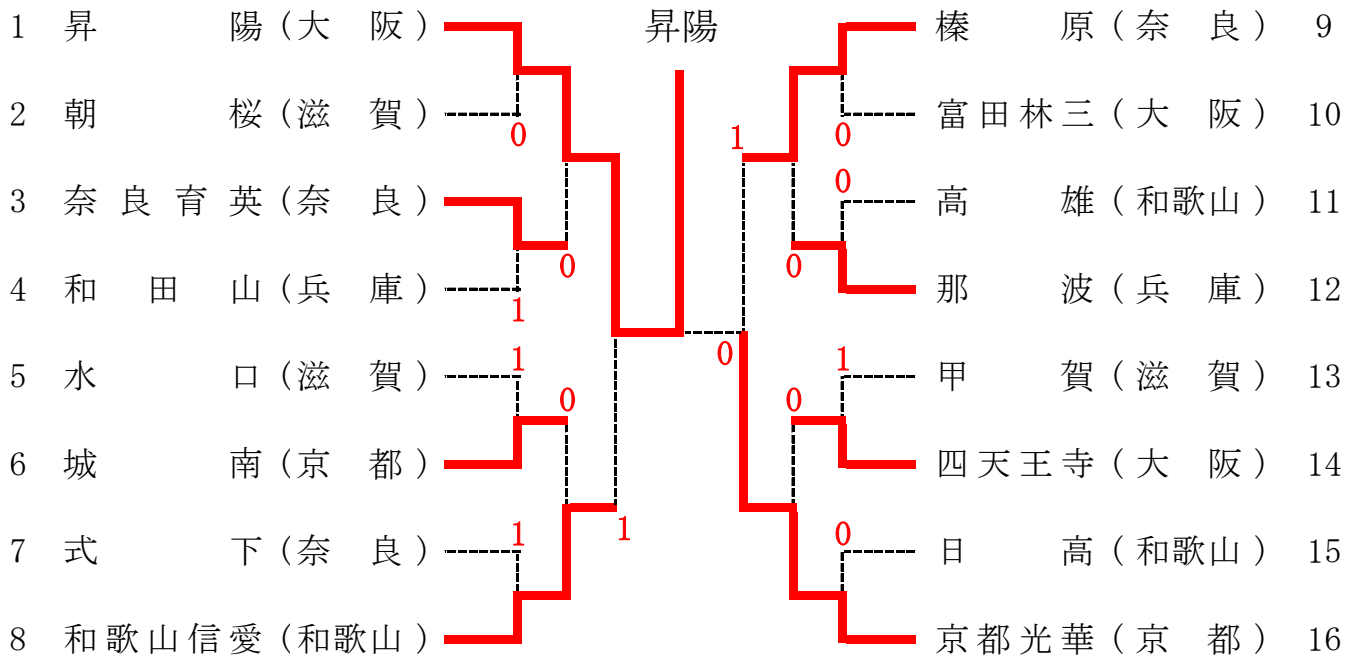 昇陽
1 昇陽(大阪)
2 朝桜(滋賀)
0
3 奈良育英(奈良)
0
4 和田山(兵庫)
1
1
5 水口(滋賀)
0
6 城南(京都)
1
7 式下(奈良)
1
8 和歌山信愛(和歌山)
0
榛原(奈良) 9
富田林三(大阪) 10
1
0
0
高雄(和歌山) 11
0
那波(兵庫) 12
1
甲賀(滋賀) 13
0
四天王寺(大阪) 14
0
日高(和歌山) 15
京都光華(京都) 16